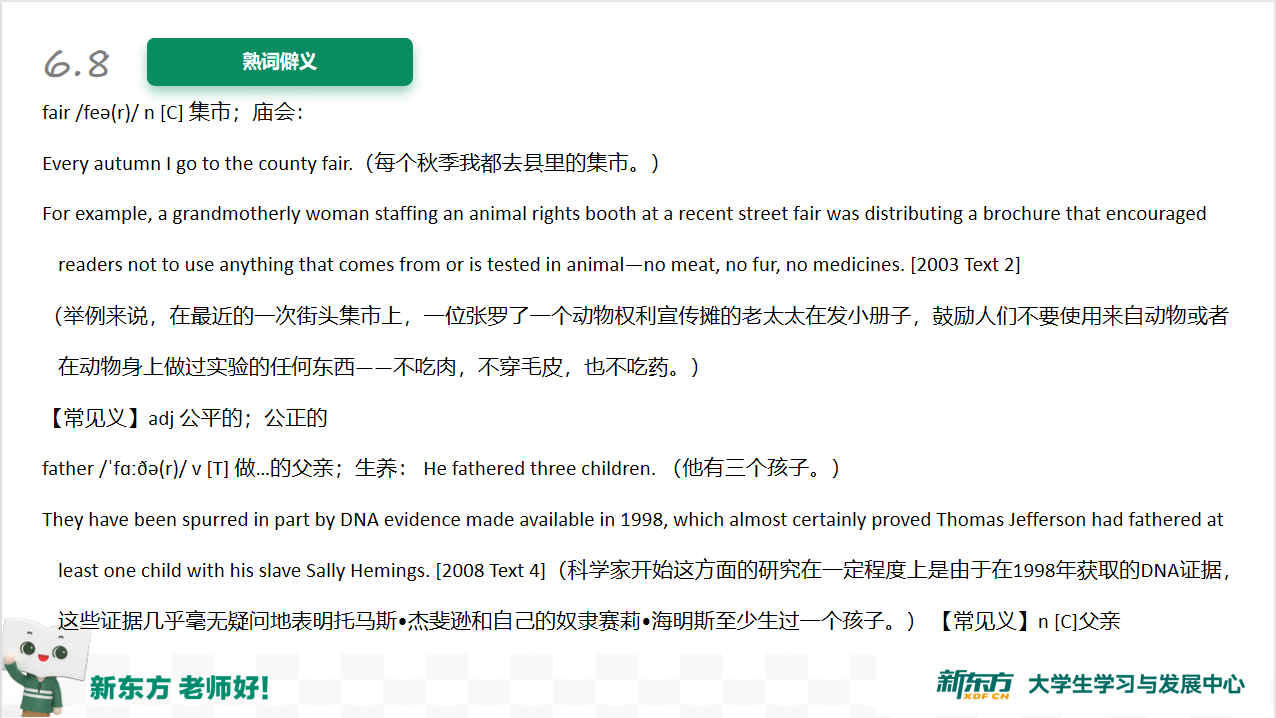 6.8
熟词僻义
fair /feə(r)/ n [C] 集市；庙会：
Every autumn I go to the county fair.（每个秋季我都去县里的集市。）
For example, a grandmotherly woman staffing an animal rights booth at a recent street fair was distributing a brochure that encouraged
readers not to use anything that comes from or is tested in animal—no meat, no fur, no medicines. [2003 Text 2]
（举例来说，在最近的一次街头集市上，一位张罗了一个动物权利宣传摊的老太太在发小册子，鼓励人们不要使用来自动物或者
在动物身上做过实验的任何东西——不吃肉，不穿毛皮，也不吃药。）
【常见义】adj 公平的；公正的
father /ˈfɑːðə(r)/ v [T] 做…的父亲；生养： He fathered three children. （他有三个孩子。）
They have been spurred in part by DNA evidence made available in 1998, which almost certainly proved Thomas Jefferson had fathered at
least one child with his slave Sally Hemings. [2008 Text 4]（科学家开始这方面的研究在一定程度上是由于在1998年获取的DNA证据，
这些证据几乎毫无疑问地表明托马斯•杰斐逊和自己的奴隶赛莉•海明斯至少生过一个孩子。） 【常见义】n [C]父亲
新东方 老师好!
新东方 XDF.CN 大学生学习与发展中心